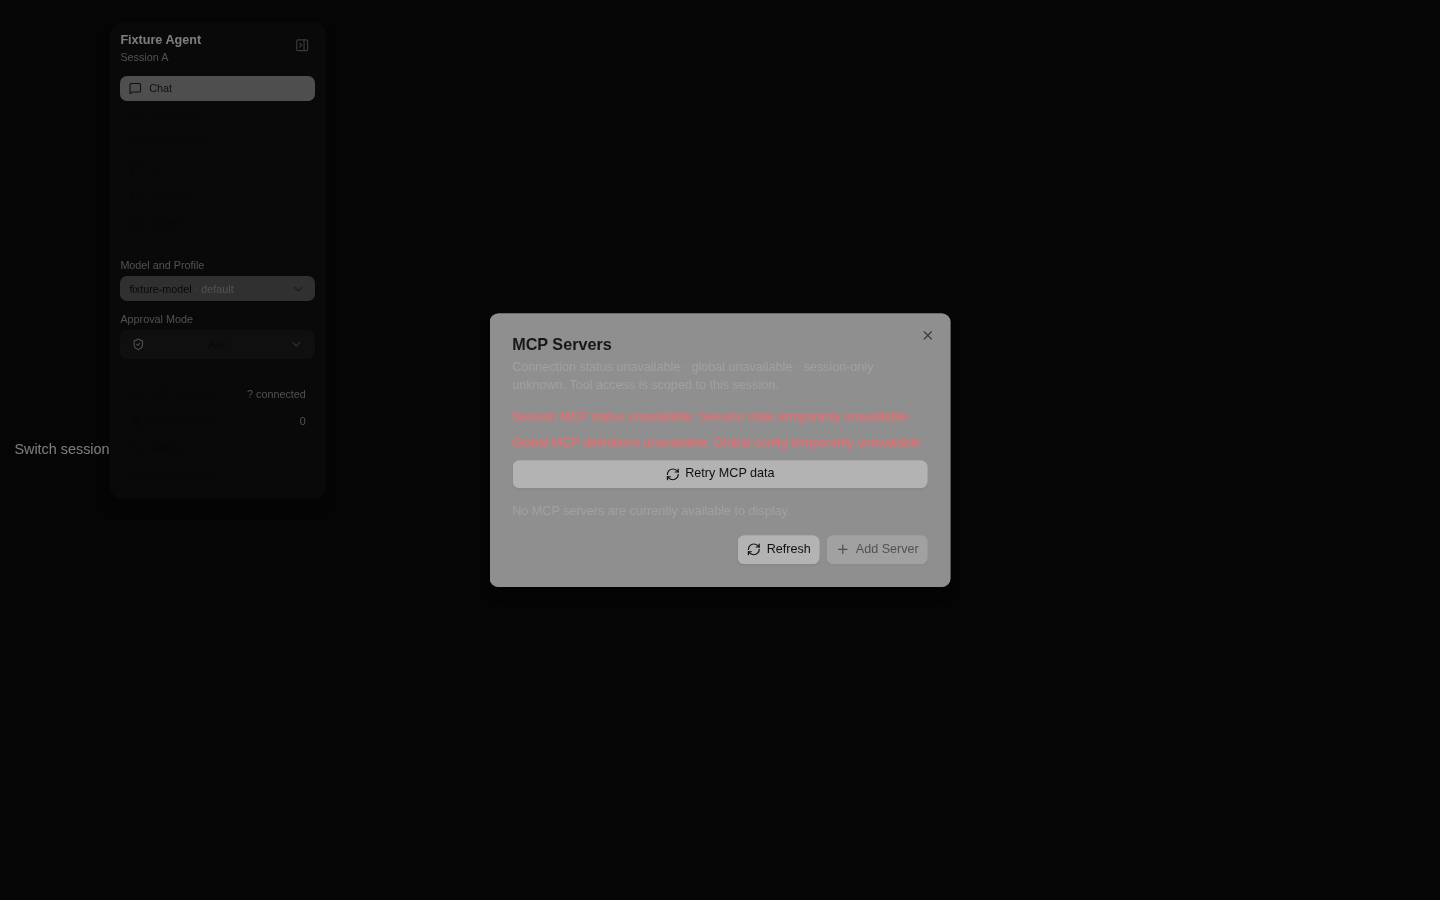 Fixture Agent
Session A
Chat
Model and Profile
fixture-model · default
Approval Mode
? connected
0
Switch session
MCP Servers
Connection status unavailable · global unavailable · session-only
unknown. Tool access is scoped to this session.
Session MCP status unavailable: Session state temporarily unavailable
Global MCP definitions unavailable: Global config temporarily unavailable
Retry MCP data
No MCP servers are currently available to display.
Refresh
Add Server